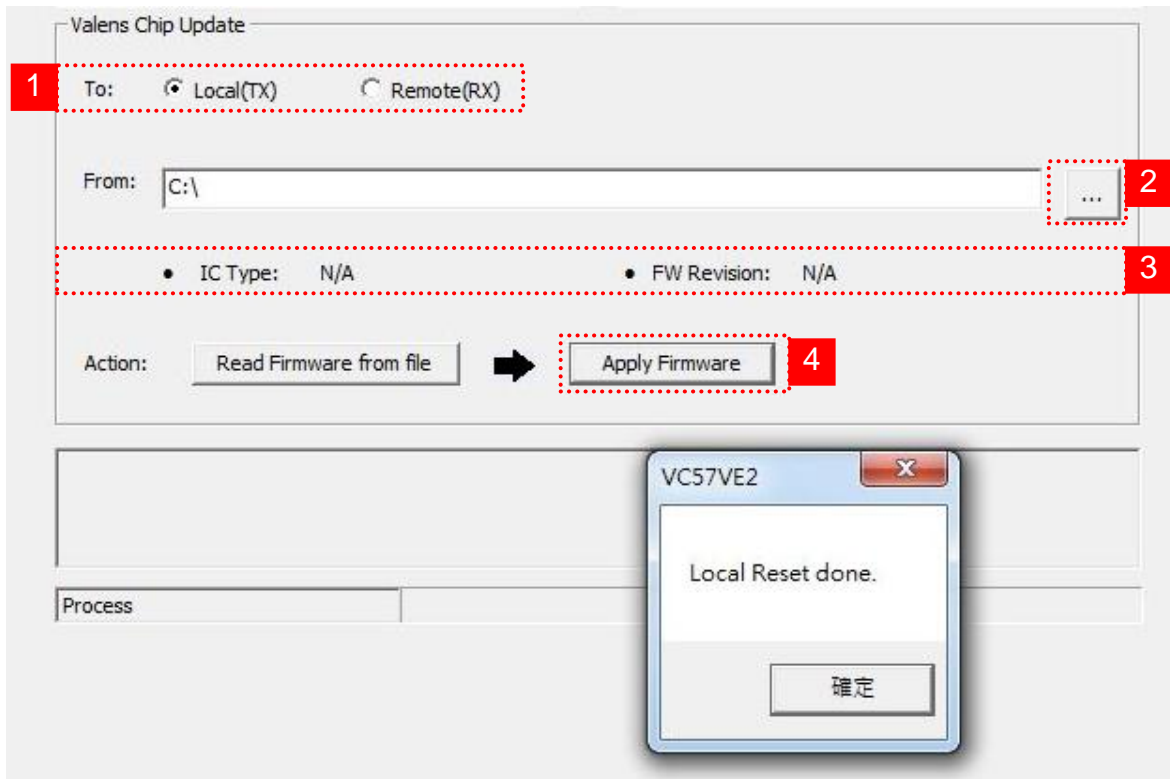 Valens Chip Update
1
To: Local(TX) Remote(RX)
From: C:\ ... 2
• IC Type: N/A • FW Revision: N/A 3
Action: Read Firmware from file Apply Firmware 4
VC57VE2
Local Reset done.
Process
確定